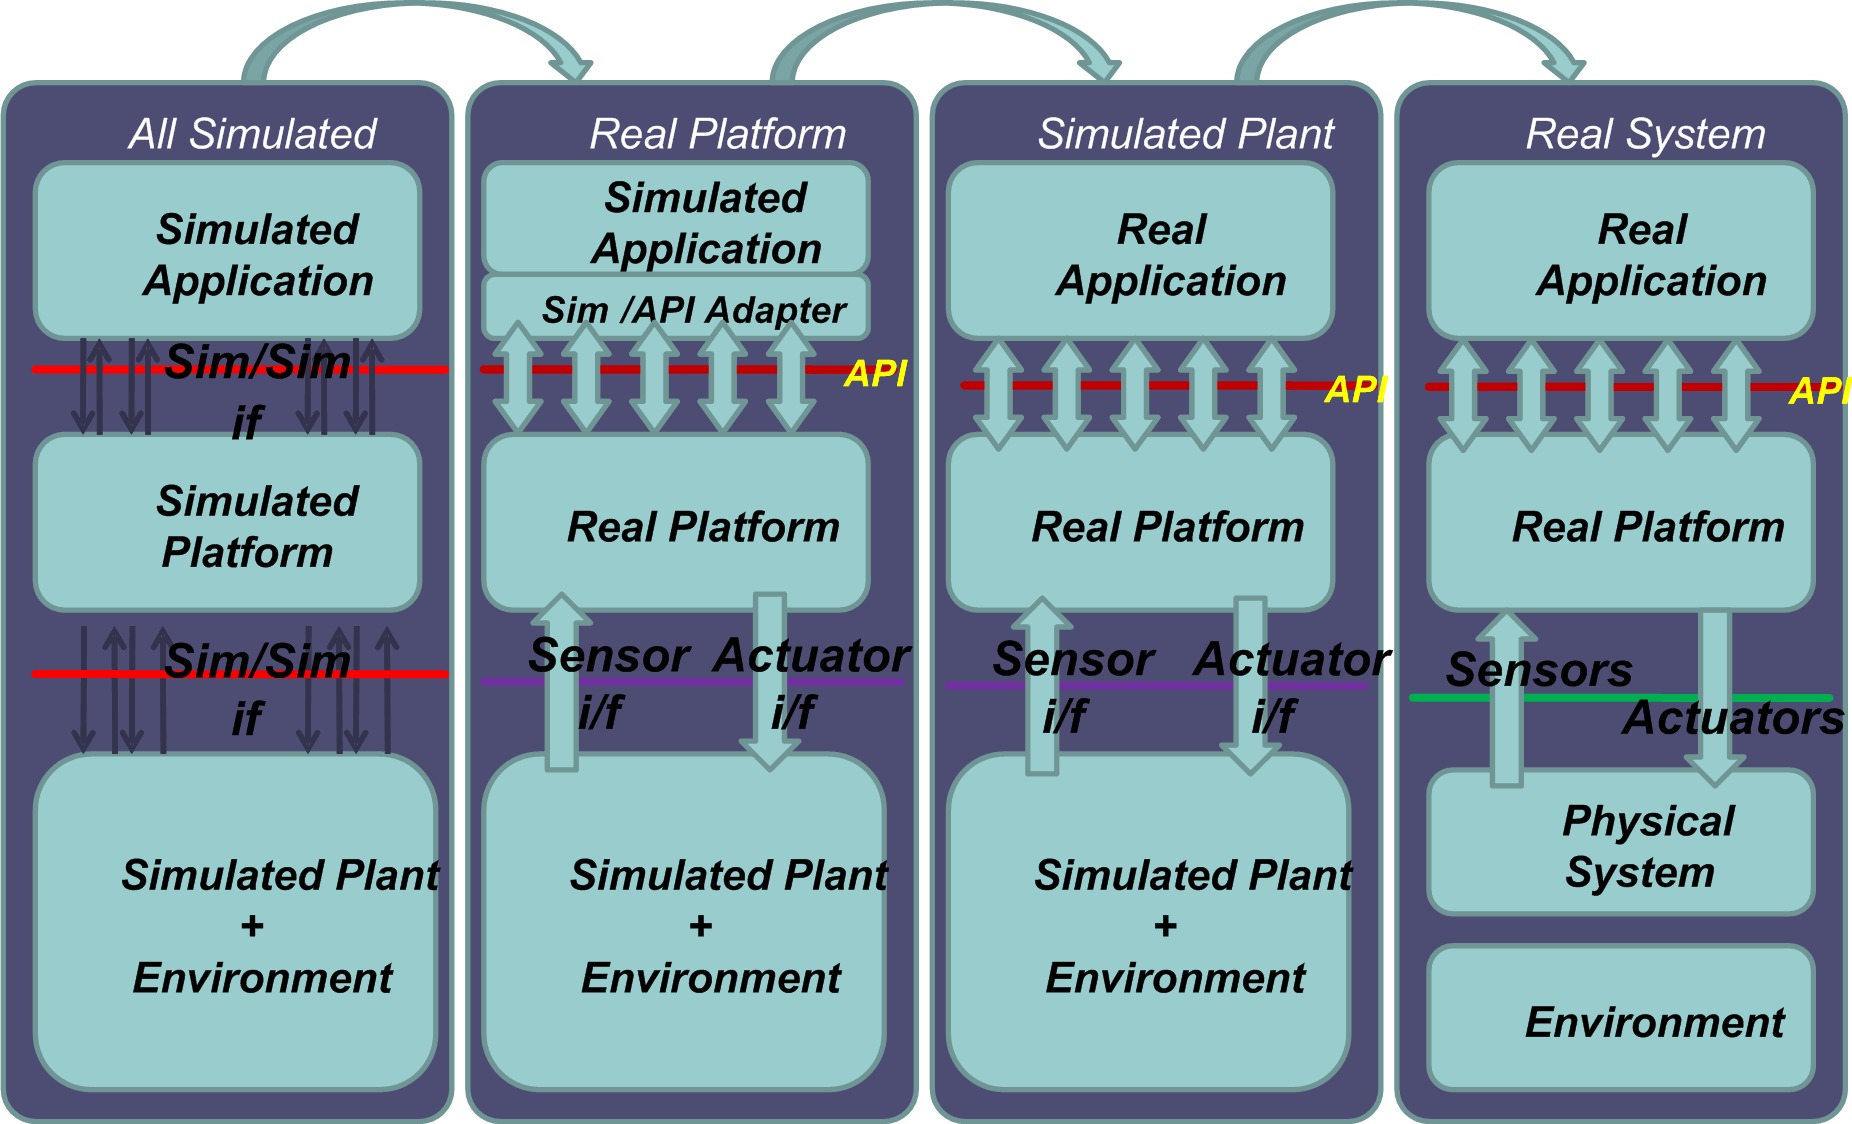 All Simulated
Simulated
Application
Sim/Sim
if
Simulated
Platform
Sim/Sim
if
Simulated Plant
+
Environment
Real Platform
Simulated
Application
Sim /API Adapter
API
Real Platform
Sensor
i/f
Actuator
i/f
Simulated Plant
+
Environment
Simulated Plant
Real
Application
API
Real Platform
Sensor
i/f
Actuator
i/f
Simulated Plant
+
Environment
Real System
Real
Application
API
Real Platform
Sensors
Actuators
Physical
System
Environment